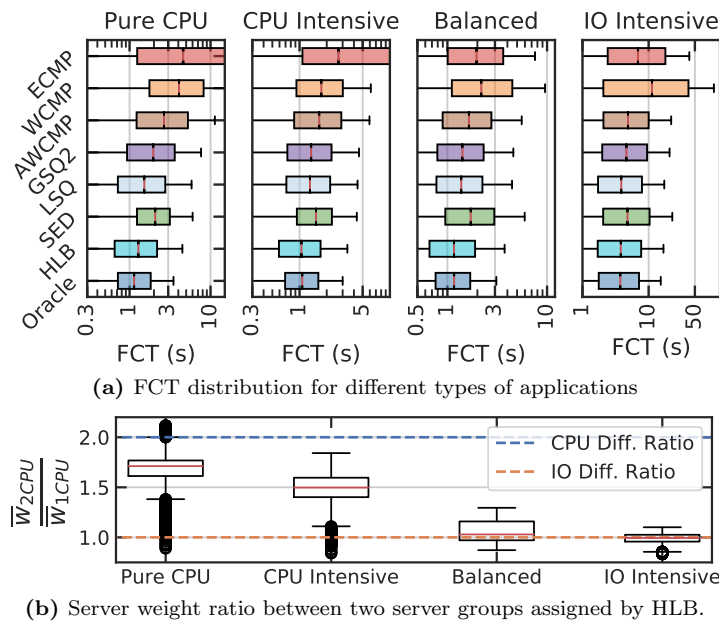 Pure CPU CPU Intensive Balanced IO Intensive
ECMP
WCMP
AWCMP
GSQ2
LSQ
SED
HLB
Oracle
0.3 1 3 10 0.3 1 3 0.5 1 3 10 1 10 50
FCT (s) FCT (s) FCT (s) FCT (s)
(a) FCT distribution for different types of applications
2.0
1.5
1.0
w̅2CPU
w̅1CPU
CPU Diff. Ratio
IO Diff. Ratio
Pure CPU CPU Intensive Balanced IO Intensive
(b) Server weight ratio between two server groups assigned by HLB.